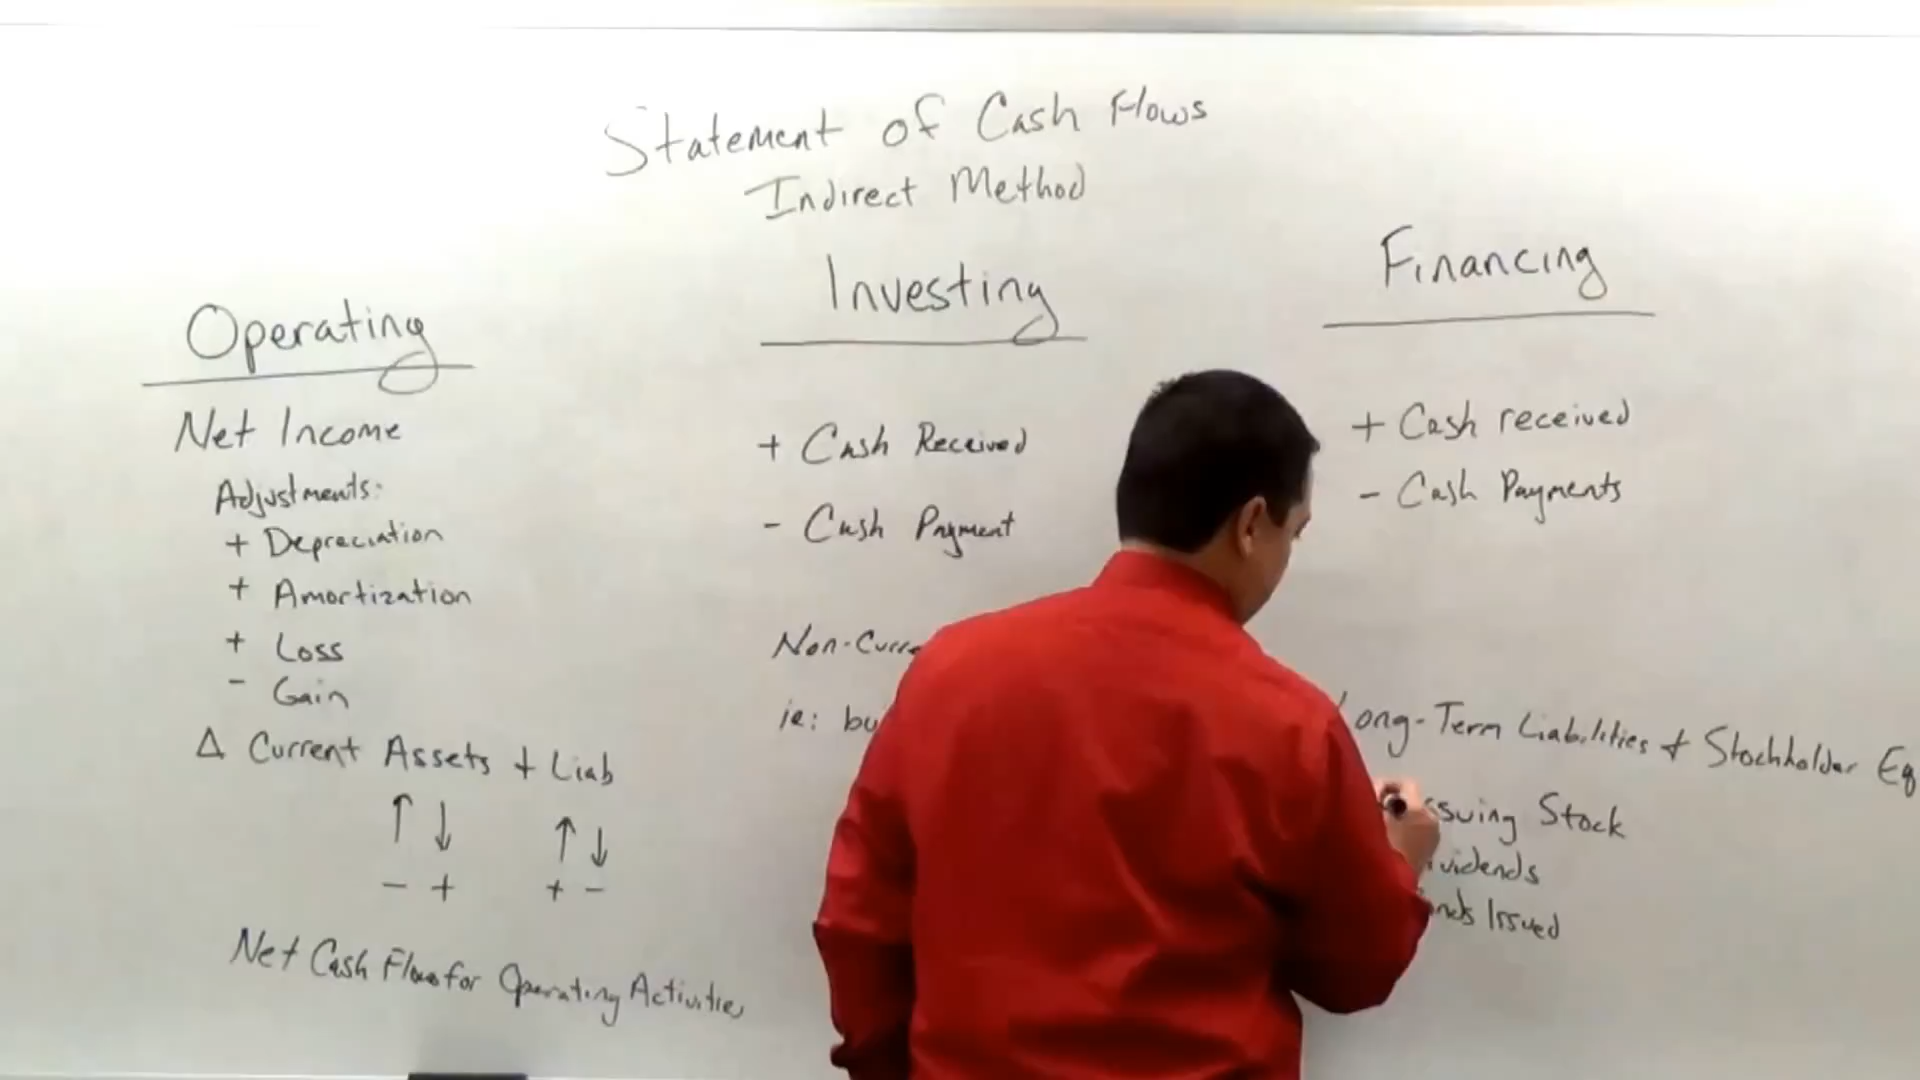 Statement of Cash Flows
Indirect Method
Operating
Net Income
Adjustments:
+ Depreciation
+ Amortization
+ Loss
- Gain
Δ Current Assets + Liab
↑ ↓ ↑ ↓
- + + -
Net Cash Flows for Operating Activities
Investing
+ Cash Received
- Cash Payment
Non-Curre
ie: bu
Financing
+ Cash received
- Cash Payments
Long-Term Liabilities + Stockholder Eq
ssuing Stock
vidends
nds Issued